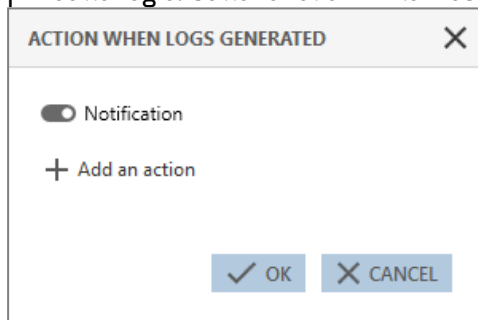 ACTION WHEN LOGS GENERATED
Notification
Add an action
OK CANCEL